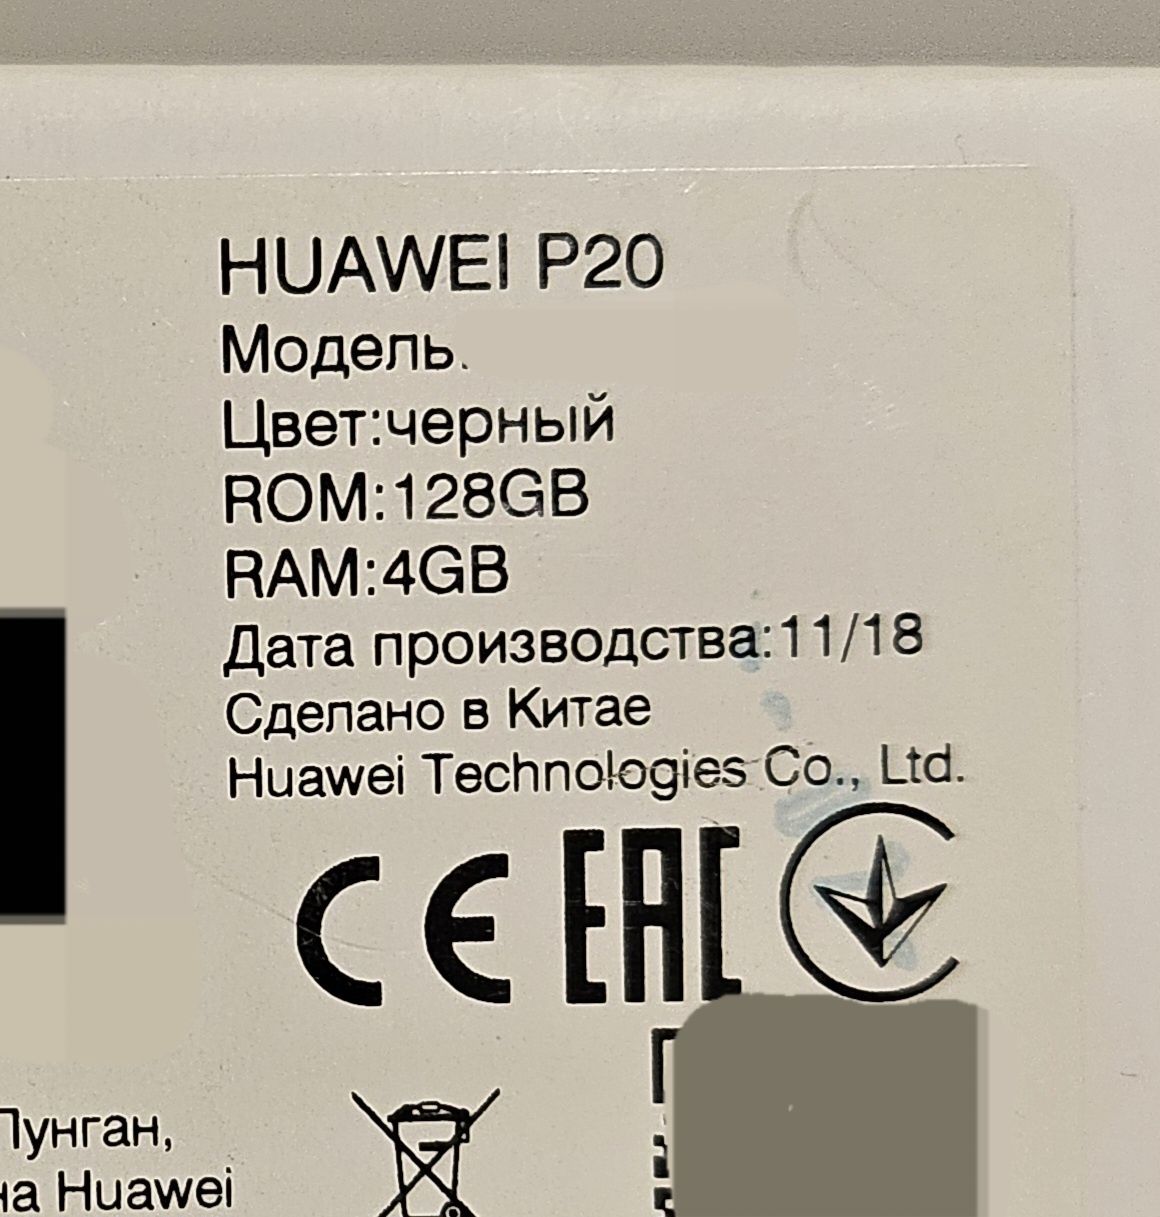 HUAWEI P20
Модель:
Цвет:черный
ROM:128GB
RAM:4GB
Дата производства:11/18
Сделано в Китае
Huawei Technologies Co., Ltd.
CE EAC
Лунган,
на Huawei